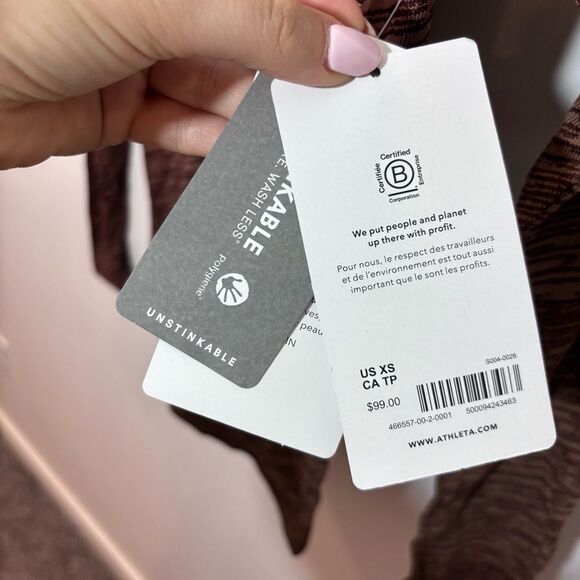 Certified
Certifiée
B
Entreprise
Corporation
We put people and planet
up there with profit.
Pour nous, le respect des travailleurs
et de l'environnement est tout aussi
important que le sont les profits.
S004-0026
US XS
CA TP
$99.00
466557-00-2-0001 500094243463
WWW.ATHLETA.COM
WASH LESS®
KABLE
Polygiene®
UNSTINKABLE
peau